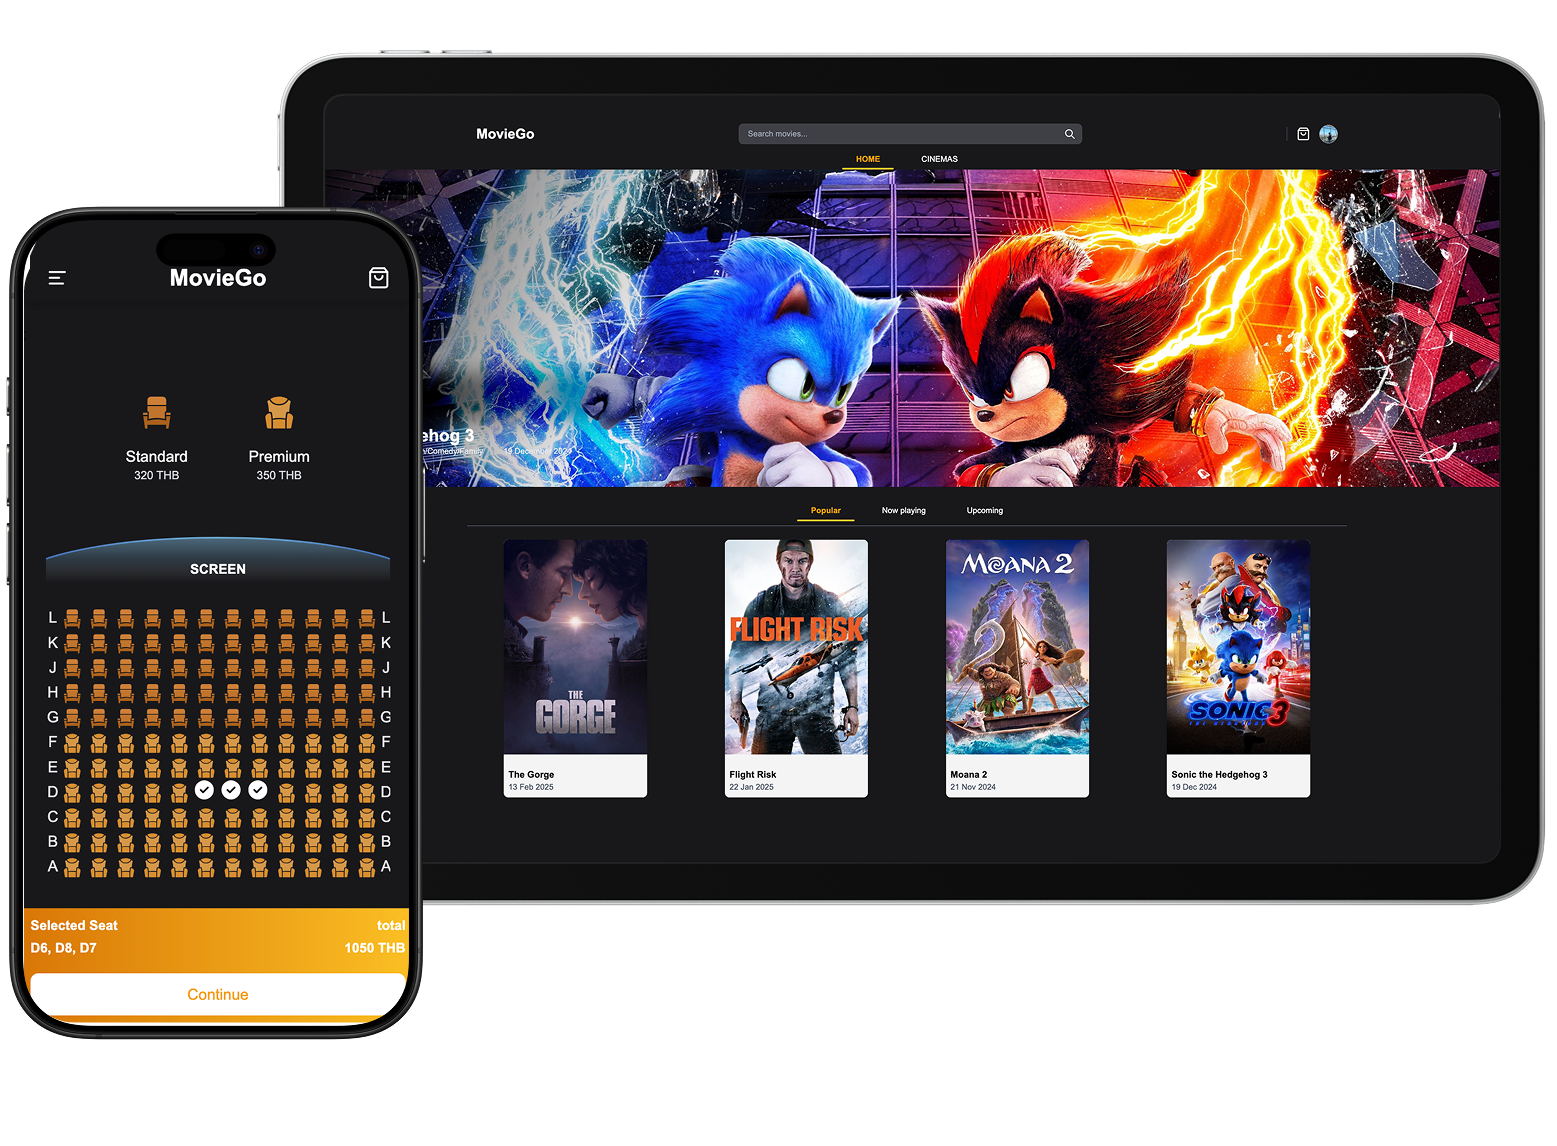 MovieGo
Search movies...
HOME CINEMAS
ehog 3
/Comedy/Family 19 December
Popular Now playing Upcoming
THE
GORGE
The Gorge
13 Feb 2025
FLIGHT RISK
Flight Risk
22 Jan 2025
MOANA 2
Moana 2
21 Nov 2024
SONIC 3
THE HEDGEHOG
Sonic the Hedgehog 3
19 Dec 2024
MovieGo
Standard Premium
320 THB 350 THB
SCREEN
L L
K K
J J
H H
G G
F F
E E
D D
C C
B B
A A
Selected Seat total
D6, D8, D7 1050 THB
Continue